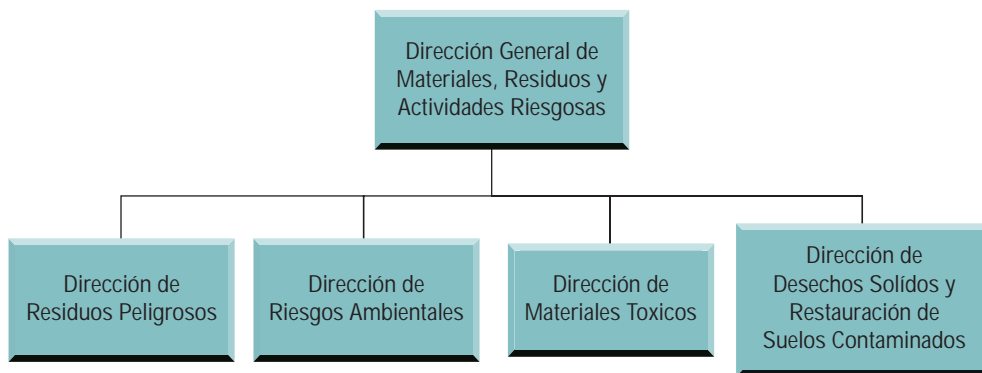 Dirección General de
Materiales, Residuos y
Actividades Riesgosas
Dirección de
Residuos Peligrosos
Dirección de
Riesgos Ambientales
Dirección de
Materiales Toxicos
Dirección de
Desechos Solídos y
Restauración de
Suelos Contaminados